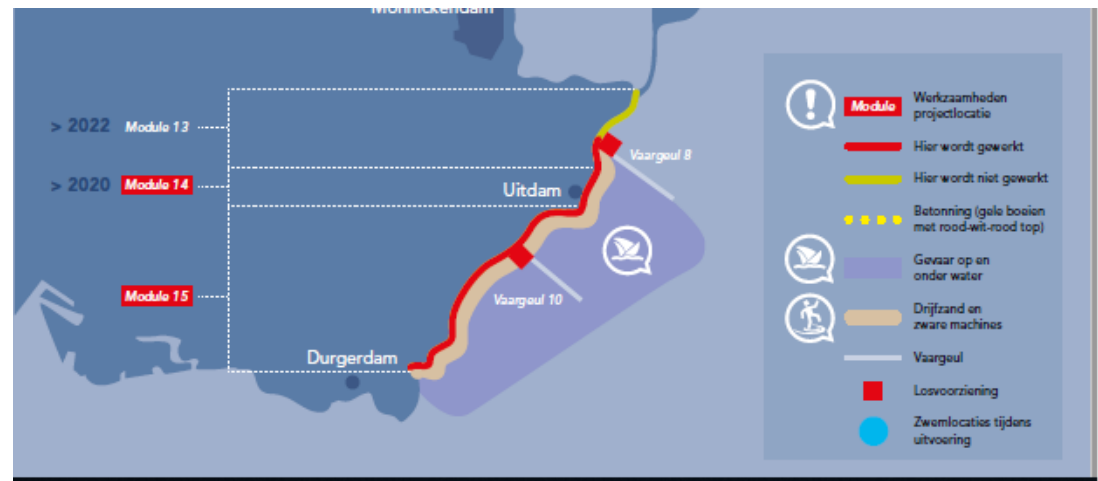 Monnickendam
> 2022 Module 13
> 2020 Module 14
Module 15
Uitdam
Durgerdam
Vaargeul 8
Vaargeul 10
Module
Werkzaamheden
projectlocatie
Hier wordt gewerkt
Hier wordt niet gewerkt
Betonning (gele boeien
met rood-wit-rood top)
Gevaar op en
onder water
Drijfzand en
zware machines
Vaargeul
Losvoorziening
Zwemlocaties tijdens
uitvoering